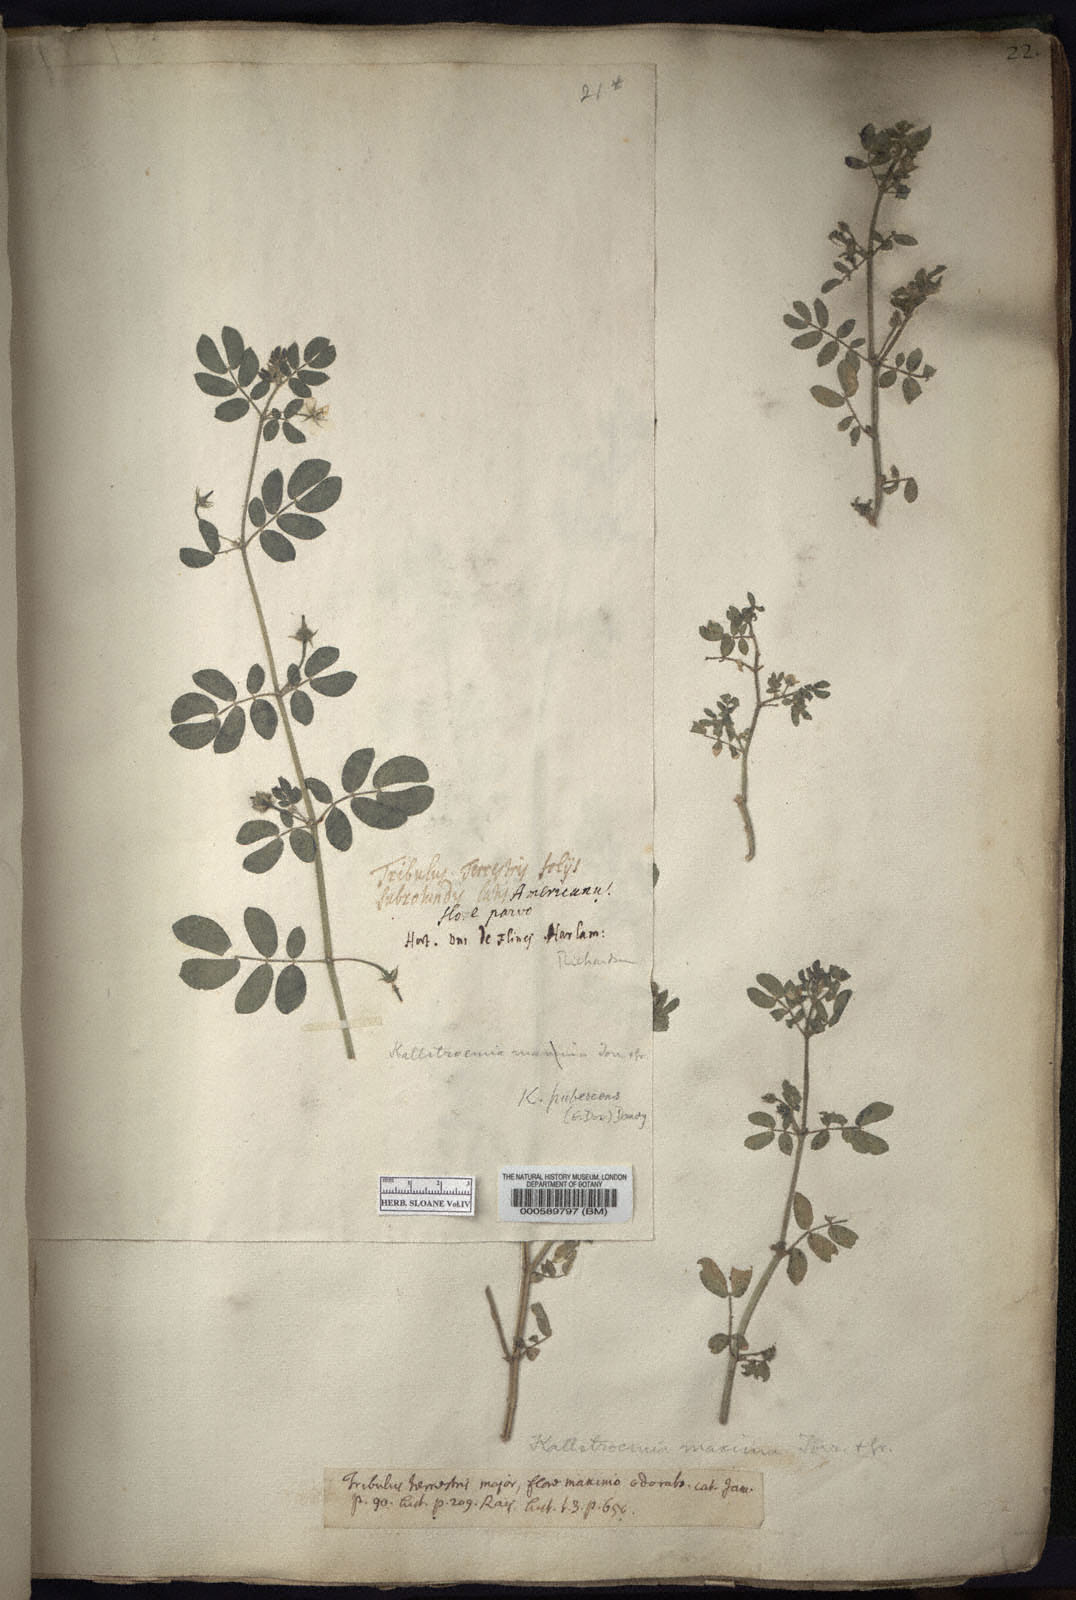 22.
21*
Tribulus Terrestris folijs
subrotundis latis Americanus.
flore parvo
Hort. Dni de Flines Harlam:
Richardson
Kallstroemia maxima Torr. & Gr.
K. pubescens
(G. Don) Dandy
HERB. SLOANE Vol.IV
THE NATURAL HISTORY MUSEUM, LONDON
DEPARTMENT OF BOTANY
000589797 (BM)
Kallstroemia maxima Torr. & Gr.
Tribulus terrestris major, flore maximo odorato. cat. Jam.
p. 90. hist. p. 209. Raij. hist. t. 3. p.